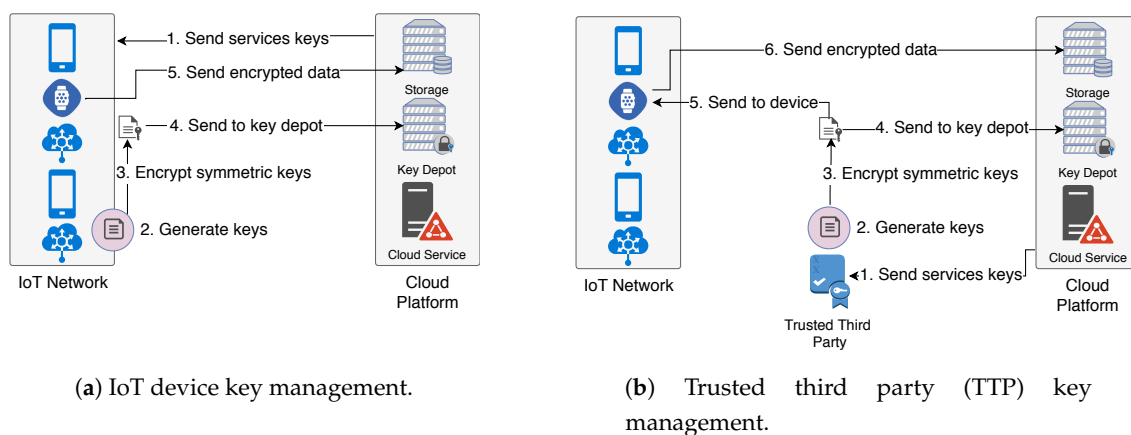 1. Send services keys
5. Send encrypted data
Storage
4. Send to key depot
3. Encrypt symmetric keys
Key Depot
2. Generate keys
Cloud Service
IoT Network
Cloud
Platform
(a) IoT device key management.
6. Send encrypted data
Storage
5. Send to device
4. Send to key depot
3. Encrypt symmetric keys
Key Depot
2. Generate keys
Cloud Service
1. Send services keys
IoT Network
Cloud
Platform
Trusted Third
Party
(b) Trusted third party (TTP) key
management.